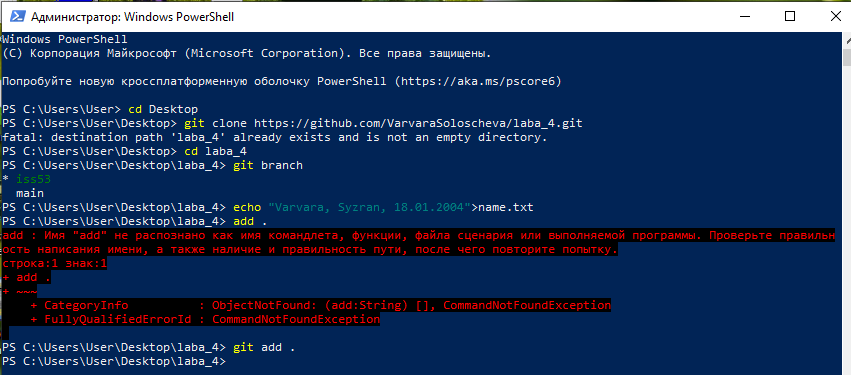 Администратор: Windows PowerShell
Windows PowerShell
(C) Корпорация Майкрософт (Microsoft Corporation). Все права защищены.
Попробуйте новую кроссплатформенную оболочку PowerShell (https://aka.ms/pscore6)
PS C:\Users\User> cd Desktop
PS C:\Users\User\Desktop> git clone https://github.com/VarvaraSoloscheva/laba_4.git
fatal: destination path 'laba_4' already exists and is not an empty directory.
PS C:\Users\User\Desktop> cd laba_4
PS C:\Users\User\Desktop\laba_4> git branch
* iss53
  main
PS C:\Users\User\Desktop\laba_4> echo "Varvara, Syzran, 18.01.2004">name.txt
PS C:\Users\User\Desktop\laba_4> add .
add : Имя "add" не распознано как имя командлета, функции, файла сценария или выполняемой программы. Проверьте правильн
ость написания имени, а также наличие и правильность пути, после чего повторите попытку.
строка:1 знак:1
+ add .
+ ~~~
    + CategoryInfo          : ObjectNotFound: (add:String) [], CommandNotFoundException
    + FullyQualifiedErrorId : CommandNotFoundException
PS C:\Users\User\Desktop\laba_4> git add .
PS C:\Users\User\Desktop\laba_4>